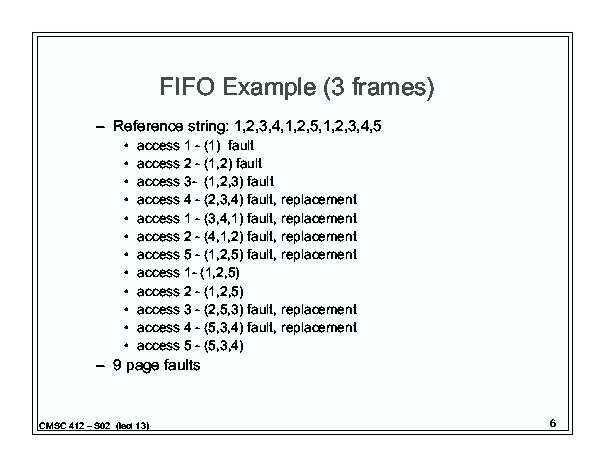 FIFO Example (3 frames)
– Reference string: 1,2,3,4,1,2,5,1,2,3,4,5
• access 1 - (1) fault
• access 2 - (1,2) fault
• access 3- (1,2,3) fault
• access 4 - (2,3,4) fault, replacement
• access 1 - (3,4,1) fault, replacement
• access 2 - (4,1,2) fault, replacement
• access 5 - (1,2,5) fault, replacement
• access 1- (1,2,5)
• access 2 - (1,2,5)
• access 3 - (2,5,3) fault, replacement
• access 4 - (5,3,4) fault, replacement
• access 5 - (5,3,4)
– 9 page faults
CMSC 412 – S02 (lect 13)
6